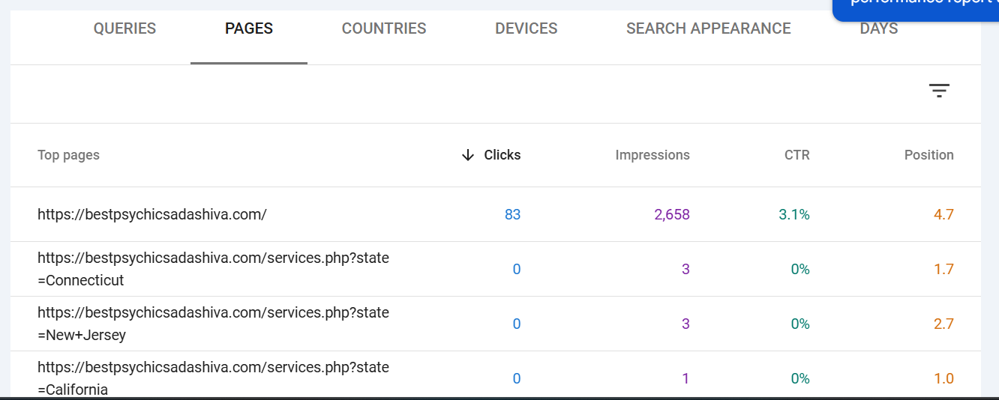 performance report
QUERIES PAGES COUNTRIES DEVICES SEARCH APPEARANCE DAYS
Top pages Clicks Impressions CTR Position
https://bestpsychicsadashiva.com/ 83 2,658 3.1% 4.7
https://bestpsychicsadashiva.com/services.php?state
=Connecticut 0 3 0% 1.7
https://bestpsychicsadashiva.com/services.php?state
=New+Jersey 0 3 0% 2.7
https://bestpsychicsadashiva.com/services.php?state
=California 0 1 0% 1.0